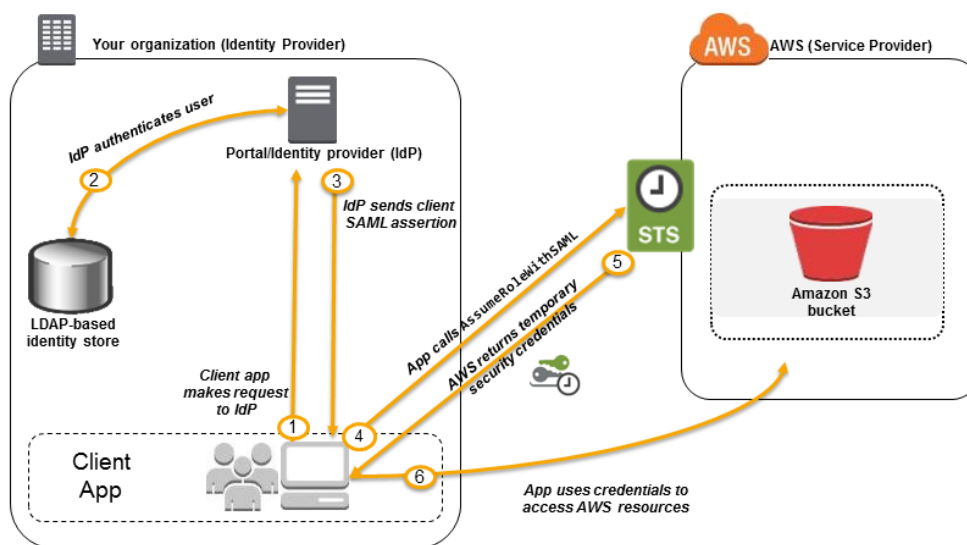 Your organization (Identity Provider)
AWS
AWS (Service Provider)
IdP authenticates user
2
Portal/Identity provider (IdP)
3
IdP sends client
SAML assertion
LDAP-based
identity store
STS
Amazon S3
bucket
App calls AssumeRoleWithSAML
5
AWS returns temporary
security credentials
Client app
makes request
to IdP
1
4
Client
App
6
App uses credentials to
access AWS resources